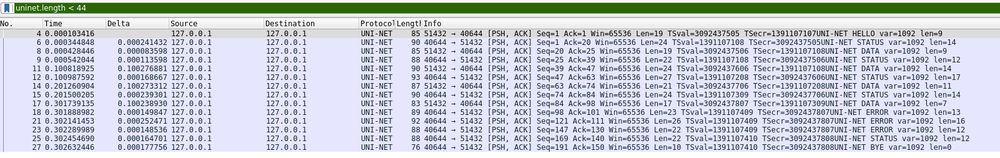 uninet.length < 44
No. Time Delta Source Destination Protocol Length Info
4 0.000103416 127.0.0.1 127.0.0.1 UNI-NET 85 51432 → 40644 [PSH, ACK] Seq=1 Ack=1 Win=65536 Len=19 TSval=3092437505 TSecr=1391107107UNI-NET HELLO var=1092 len=9
6 0.000344848 0.000241432 127.0.0.1 127.0.0.1 UNI-NET 90 40644 → 51432 [PSH, ACK] Seq=1 Ack=20 Win=65536 Len=24 TSval=1391107108 TSecr=3092437505UNI-NET STATUS var=1092 len=14
8 0.000428446 0.000083598 127.0.0.1 127.0.0.1 UNI-NET 85 51432 → 40644 [PSH, ACK] Seq=20 Ack=25 Win=65536 Len=19 TSval=3092437506 TSecr=1391107108UNI-NET DATA var=1092 len=9
9 0.000542044 0.000113598 127.0.0.1 127.0.0.1 UNI-NET 88 40644 → 51432 [PSH, ACK] Seq=25 Ack=39 Win=65536 Len=22 TSval=1391107108 TSecr=3092437506UNI-NET STATUS var=1092 len=12
11 0.100818925 0.100276881 127.0.0.1 127.0.0.1 UNI-NET 90 51432 → 40644 [PSH, ACK] Seq=39 Ack=47 Win=65536 Len=24 TSval=3092437606 TSecr=1391107108UNI-NET DATA var=1092 len=14
12 0.100987592 0.000168667 127.0.0.1 127.0.0.1 UNI-NET 93 40644 → 51432 [PSH, ACK] Seq=47 Ack=63 Win=65536 Len=27 TSval=1391107208 TSecr=3092437606UNI-NET STATUS var=1092 len=17
14 0.201260904 0.100273312 127.0.0.1 127.0.0.1 UNI-NET 87 51432 → 40644 [PSH, ACK] Seq=63 Ack=74 Win=65536 Len=21 TSval=3092437706 TSecr=1391107208UNI-NET DATA var=1092 len=11
15 0.201500205 0.000239301 127.0.0.1 127.0.0.1 UNI-NET 90 40644 → 51432 [PSH, ACK] Seq=74 Ack=84 Win=65536 Len=24 TSval=1391107309 TSecr=3092437706UNI-NET STATUS var=1092 len=14
17 0.301739135 0.100238930 127.0.0.1 127.0.0.1 UNI-NET 83 51432 → 40644 [PSH, ACK] Seq=84 Ack=98 Win=65536 Len=17 TSval=3092437807 TSecr=1391107309UNI-NET DATA var=1092 len=7
18 0.301888982 0.000149847 127.0.0.1 127.0.0.1 UNI-NET 89 40644 → 51432 [PSH, ACK] Seq=98 Ack=101 Win=65536 Len=23 TSval=1391107409 TSecr=3092437807UNI-NET ERROR var=1092 len=13
21 0.302141453 0.000252471 127.0.0.1 127.0.0.1 UNI-NET 92 40644 → 51432 [PSH, ACK] Seq=121 Ack=111 Win=65536 Len=26 TSval=1391107409 TSecr=3092437807UNI-NET ERROR var=1092 len=16
23 0.302289989 0.000148536 127.0.0.1 127.0.0.1 UNI-NET 88 40644 → 51432 [PSH, ACK] Seq=147 Ack=130 Win=65536 Len=22 TSval=1391107409 TSecr=3092437807UNI-NET ERROR var=1092 len=12
25 0.302454690 0.000164701 127.0.0.1 127.0.0.1 UNI-NET 88 40644 → 51432 [PSH, ACK] Seq=169 Ack=140 Win=65536 Len=22 TSval=1391107410 TSecr=3092437808UNI-NET STATUS var=1092 len=12
27 0.302632446 0.000177756 127.0.0.1 127.0.0.1 UNI-NET 76 40644 → 51432 [PSH, ACK] Seq=191 Ack=150 Win=65536 Len=10 TSval=1391107410 TSecr=3092437808UNI-NET BYE var=1092 len=0